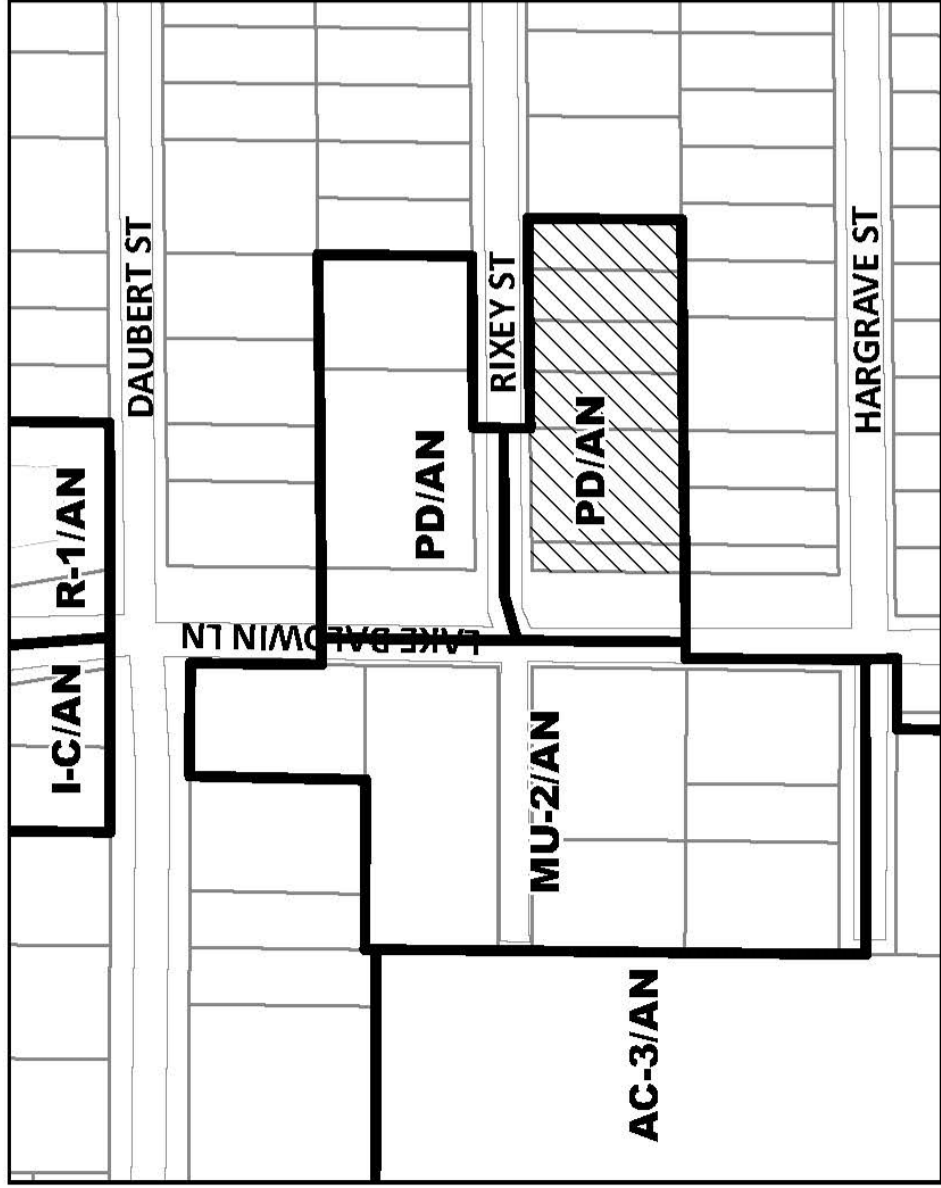 I-C/AN
R-1/AN
DAUBERT ST
LAKE BALDWIN LN
PD/AN
RIXEY ST
PD/AN
MU-2/AN
AC-3/AN
HARGRAVE ST